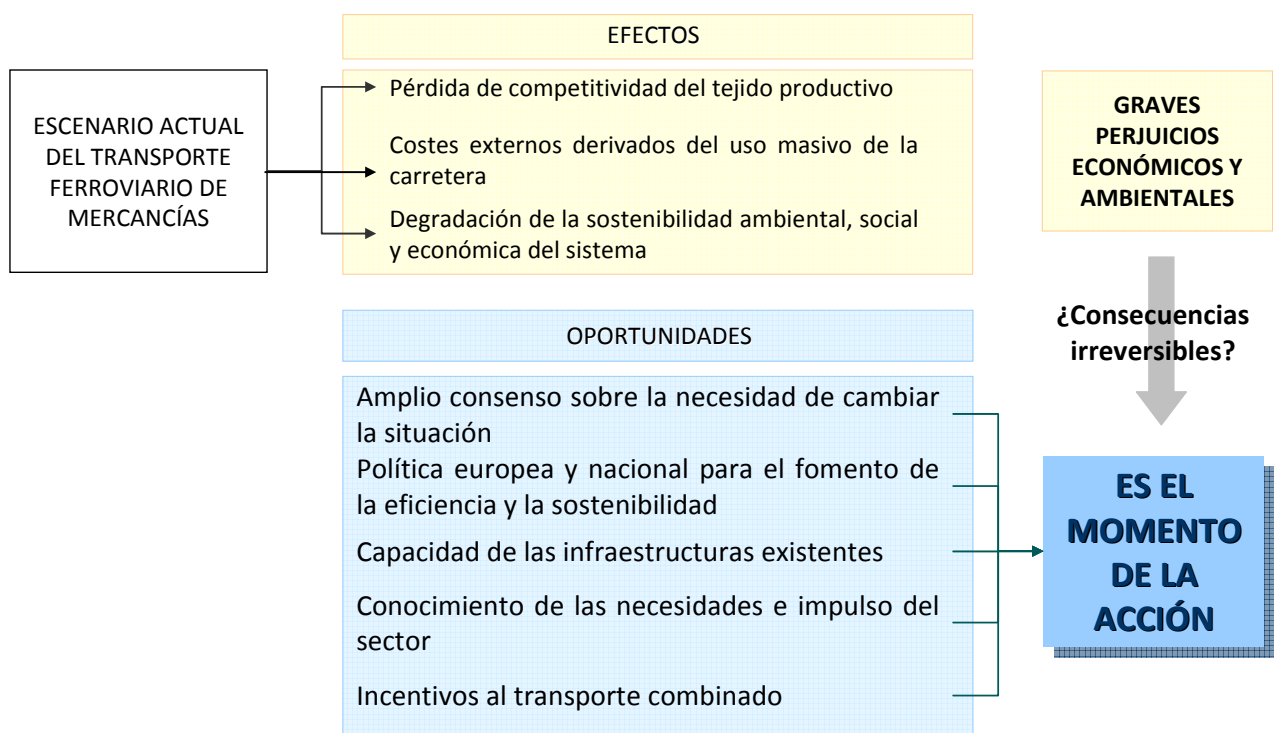 EFECTOS
ESCENARIO ACTUAL
DEL TRANSPORTE
FERROVIARIO DE
MERCANCÍAS
Pérdida de competitividad del tejido productivo
Costes externos derivados del uso masivo de la
carretera
Degradación de la sostenibilidad ambiental, social
y económica del sistema
GRAVES
PERJUICIOS
ECONÓMICOS Y
AMBIENTALES
¿Consecuencias
irreversibles?
OPORTUNIDADES
Amplio consenso sobre la necesidad de cambiar
la situación
Política europea y nacional para el fomento de
la eficiencia y la sostenibilidad
Capacidad de las infraestructuras existentes
Conocimiento de las necesidades e impulso del
sector
Incentivos al transporte combinado
ES EL
MOMENTO
DE LA
ACCIÓN